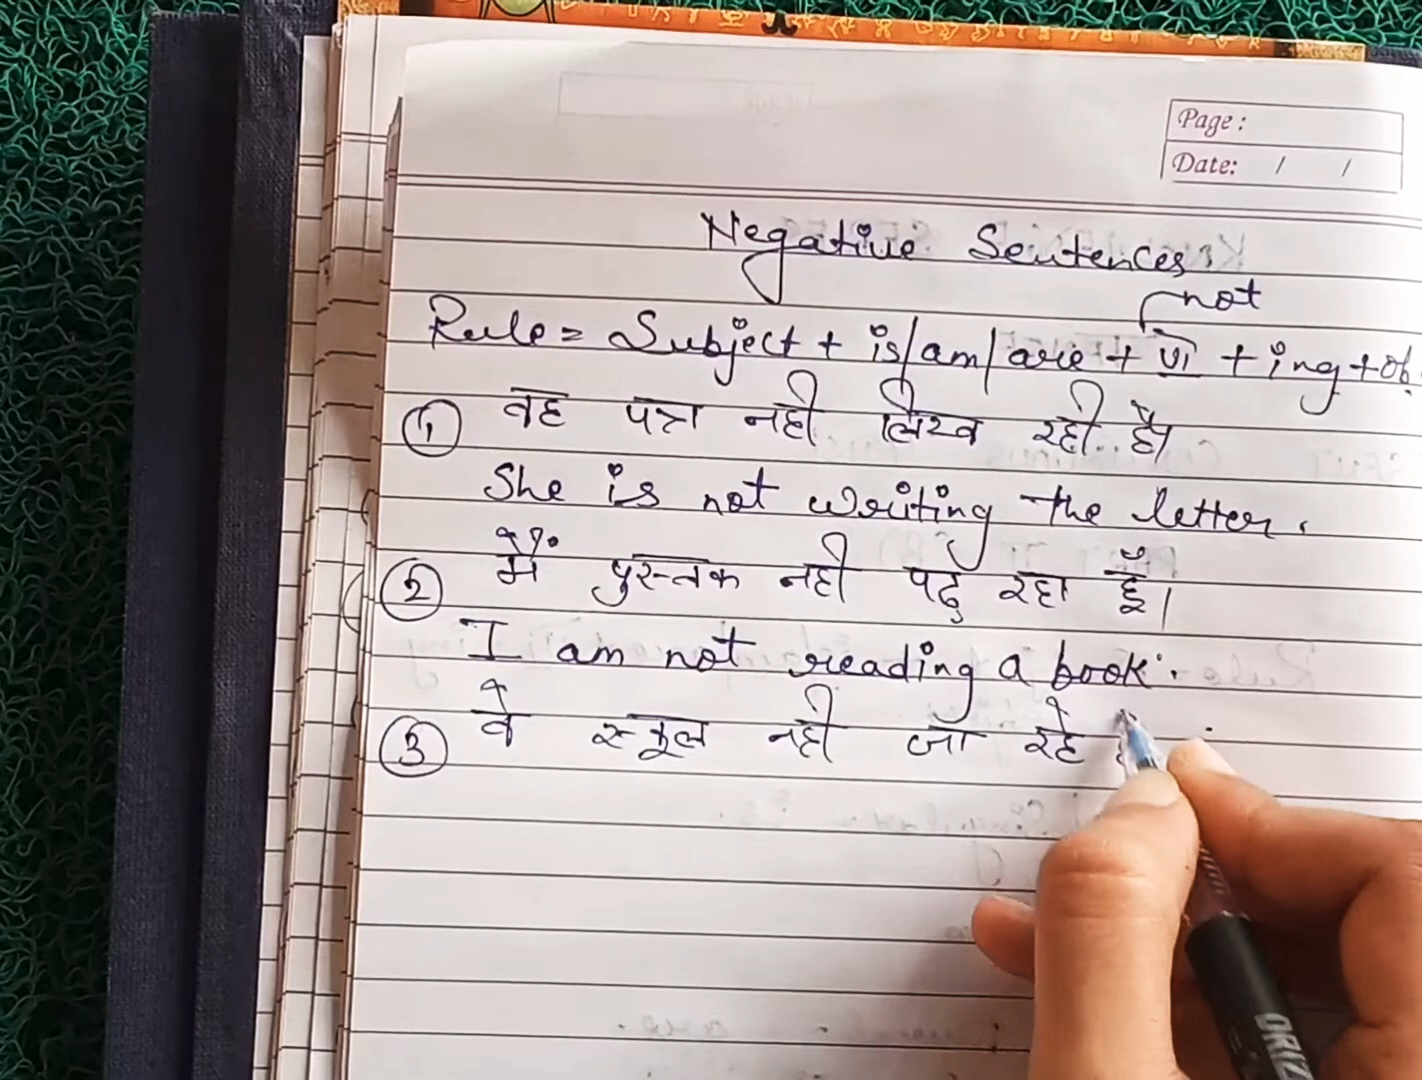 Page :
Date: / /
Negative Sentences
not
Rule = Subject + is/am/are + V1 + ing + ob
① वह पत्र नही लिख रही है।
She is not writing the letter.
② मैं पुस्तक नही पढ़ रहा हूँ।
I am not reading a book.
③ वे स्कूल नही जा रहे